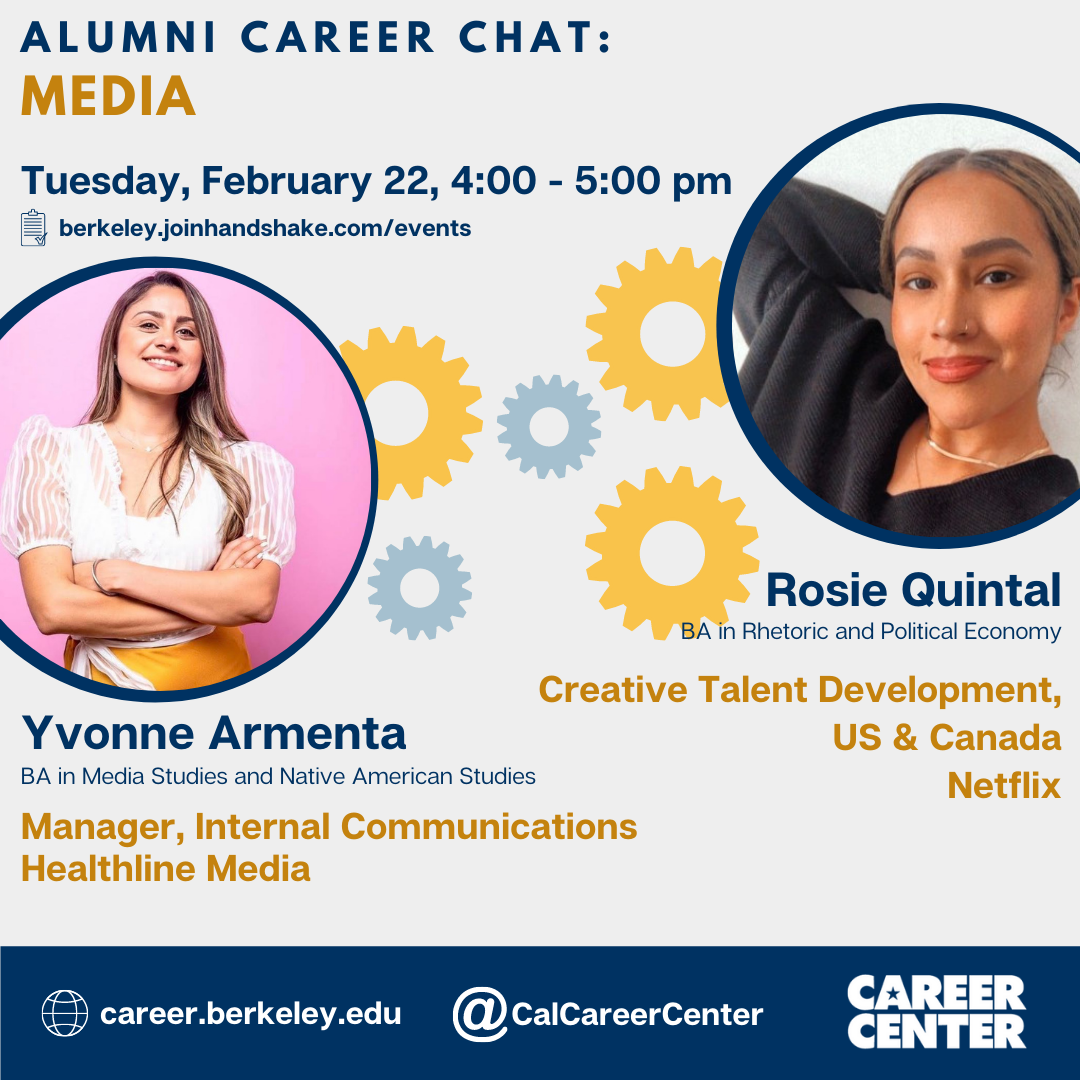 ALUMNI CAREER CHAT:
MEDIA
Tuesday, February 22, 4:00 - 5:00 pm
berkeley.joinhandshake.com/events
Rosie Quintal
BA in Rhetoric and Political Economy
Creative Talent Development,
US & Canada
Netflix
Yvonne Armenta
BA in Media Studies and Native American Studies
Manager, Internal Communications
Healthline Media
career.berkeley.edu
@CalCareerCenter
CAREER
CENTER